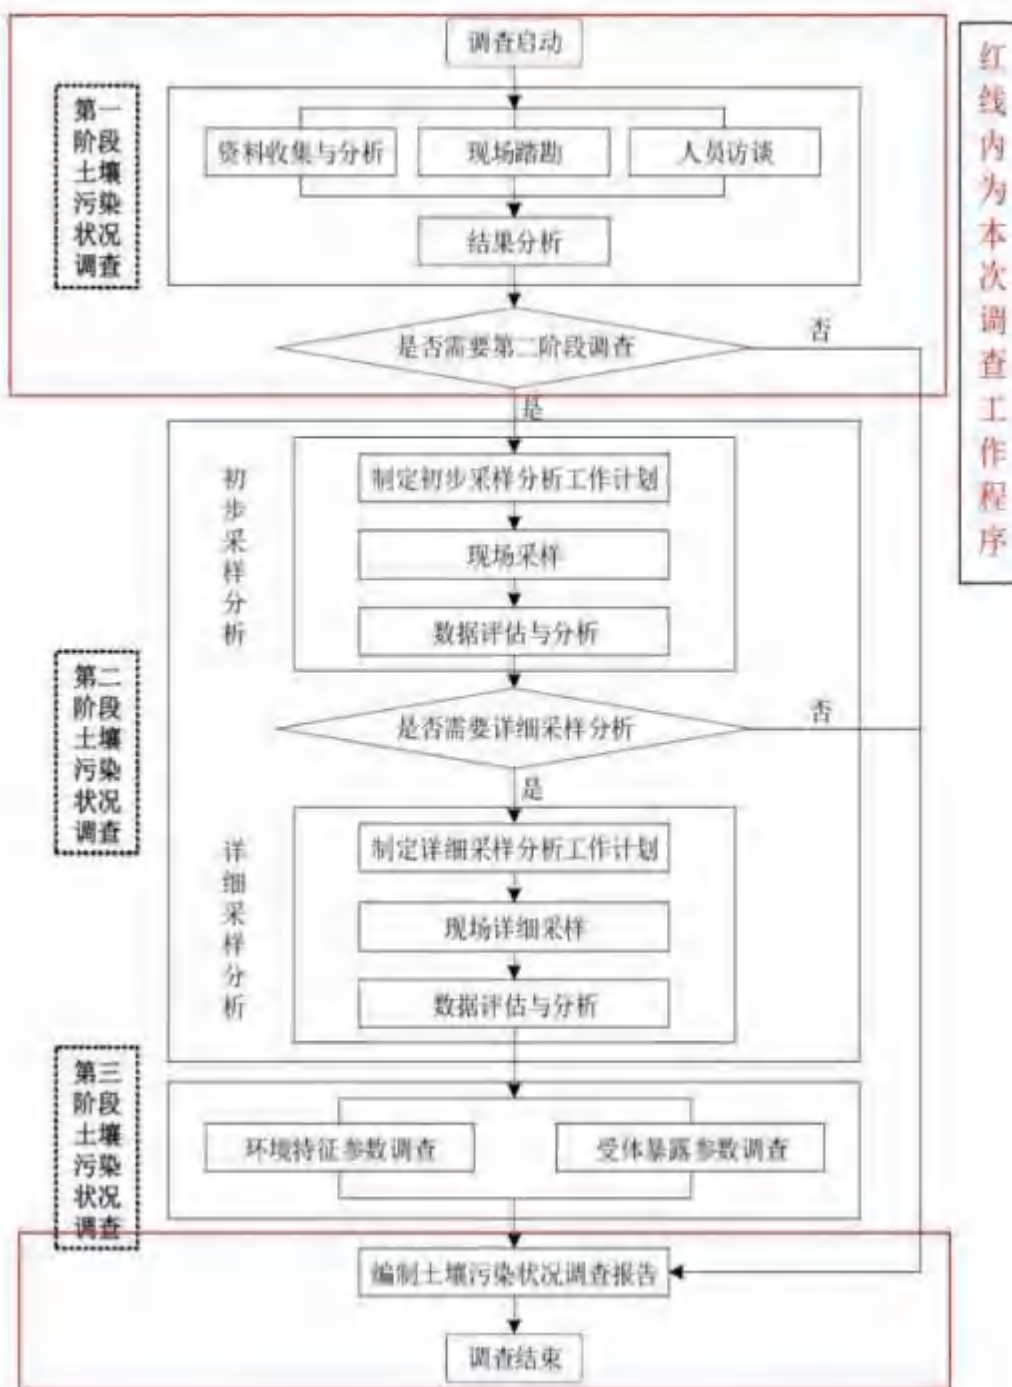 调查启动
第一
阶段
土壤
污染
状况
调查
资料收集与分析
现场踏勘
人员访谈
结果分析
是否需要第二阶段调查
否
是
红
线
内
为
本
次
调
查
工
作
程
序
初
步
采
样
分
析
制定初步采样分析工作计划
现场采样
数据评估与分析
第二
阶段
土壤
污染
状况
调查
是否需要详细采样分析
否
是
详
细
采
样
分
析
制定详细采样分析工作计划
现场详细采样
数据评估与分析
第三
阶段
土壤
污染
状况
调查
环境特征参数调查
受体暴露参数调查
编制土壤污染状况调查报告
调查结束